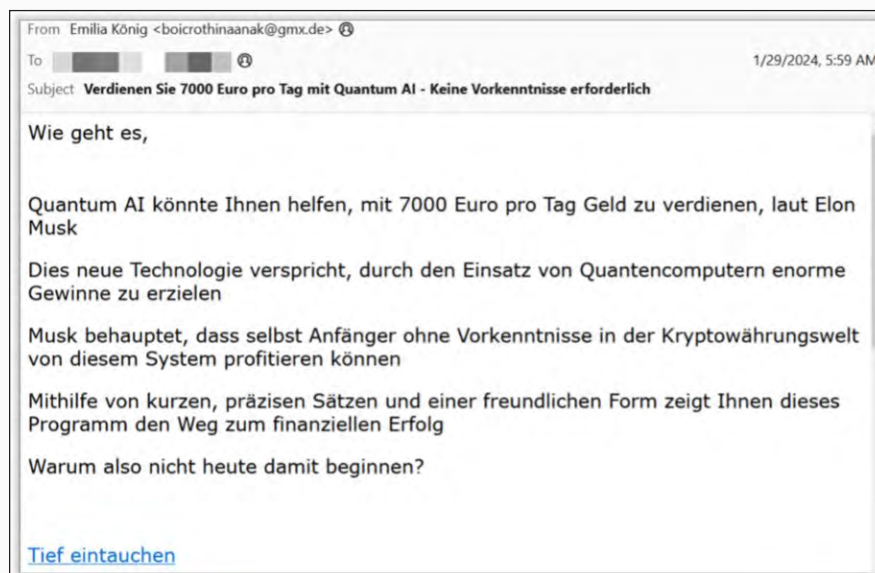 From Emilia König <boicrothinaanak@gmx.de>
To
1/29/2024, 5:59 AM
Subject Verdienen Sie 7000 Euro pro Tag mit Quantum AI - Keine Vorkenntnisse erforderlich
Wie geht es,
Quantum AI könnte Ihnen helfen, mit 7000 Euro pro Tag Geld zu verdienen, laut Elon
Musk
Dies neue Technologie verspricht, durch den Einsatz von Quantencomputern enorme
Gewinne zu erzielen
Musk behauptet, dass selbst Anfänger ohne Vorkenntnisse in der Kryptowährungswelt
von diesem System profitieren können
Mithilfe von kurzen, präzisen Sätzen und einer freundlichen Form zeigt Ihnen dieses
Programm den Weg zum finanziellen Erfolg
Warum also nicht heute damit beginnen?
Tief eintauchen